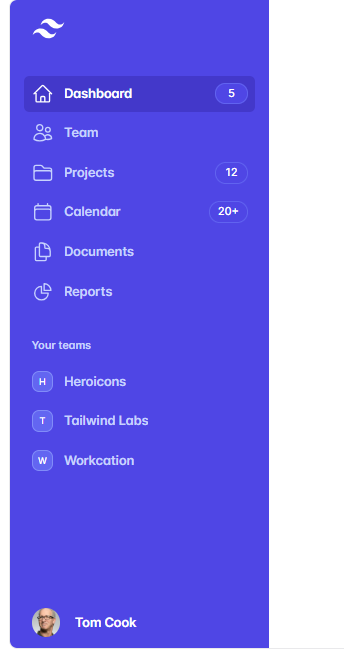 Dashboard 5
Team
Projects 12
Calendar 20+
Documents
Reports
Your teams
H Heroicons
T Tailwind Labs
W Workcation
Tom Cook